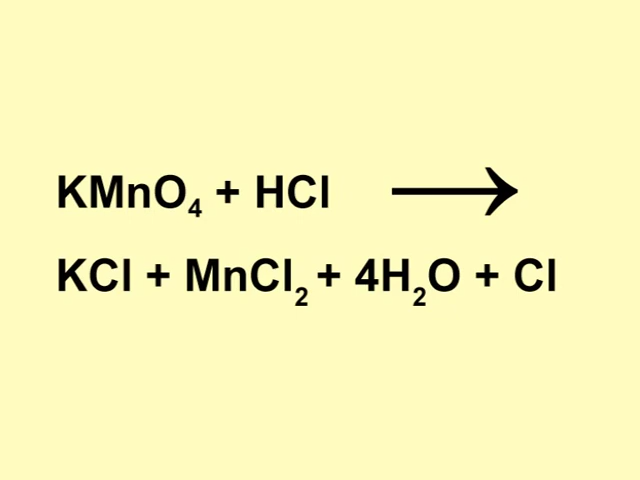 KMnO₄ + HCl ⟶
KCl + MnCl₂ + 4H₂O + Cl